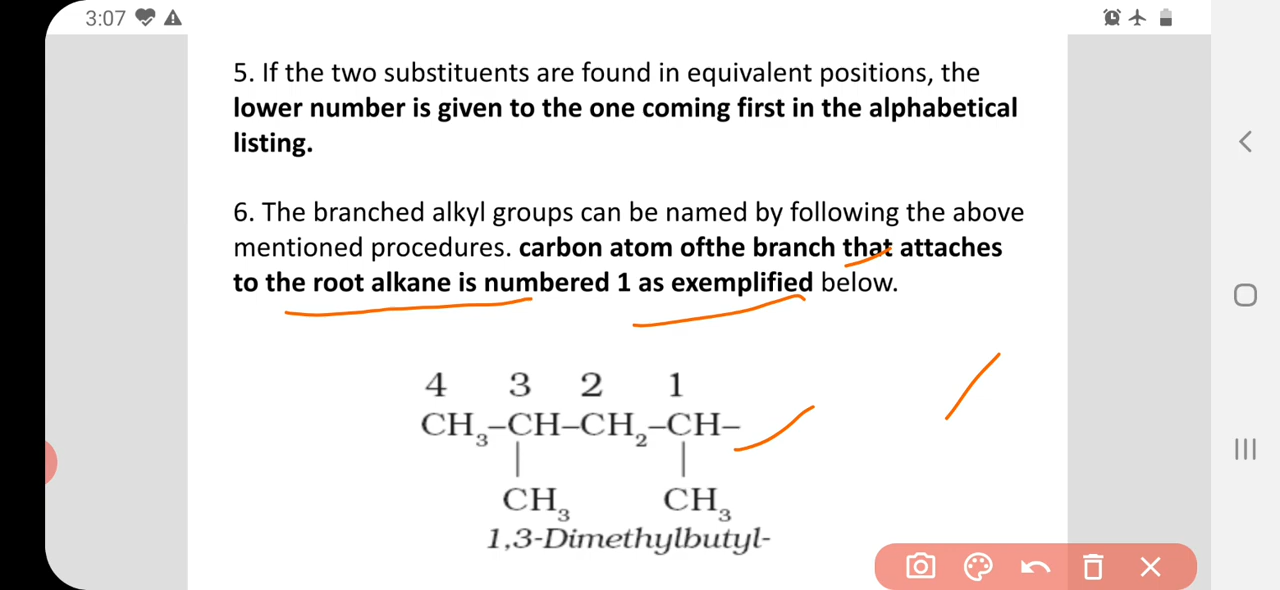 3:07
5. If the two substituents are found in equivalent positions, the
lower number is given to the one coming first in the alphabetical
listing.
6. The branched alkyl groups can be named by following the above
mentioned procedures. carbon atom ofthe branch that attaches
to the root alkane is numbered 1 as exemplified below.
4 3 2 1
CH₃–CH–CH₂–CH–
| |
CH₃ CH₃
1,3-Dimethylbutyl-